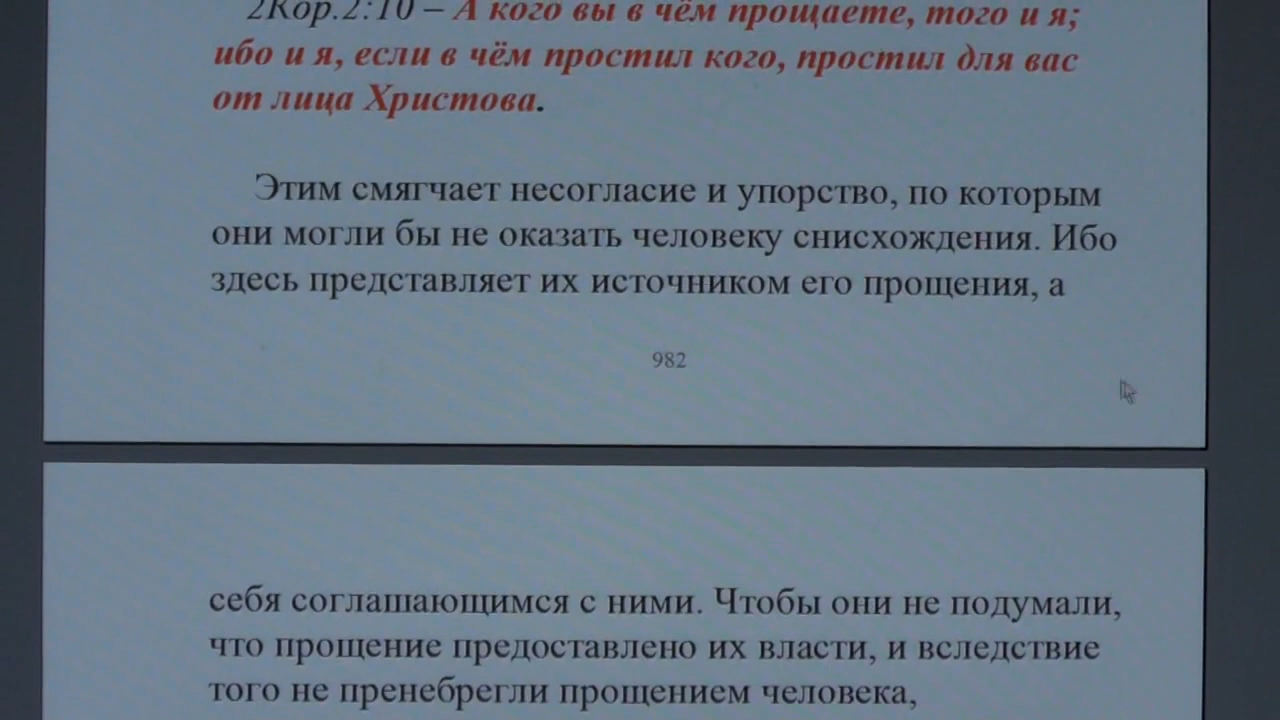 2Кор.2:10 – А кого вы в чём прощаете, того и я;
ибо и я, если в чём простил кого, простил для вас
от лица Христова.
Этим смягчает несогласие и упорство, по которым
они могли бы не оказать человеку снисхождения. Ибо
здесь представляет их источником его прощения, а
982
себя соглашающимся с ними. Чтобы они не подумали,
что прощение предоставлено их власти, и вследствие
того не пренебрегли прощением человека,